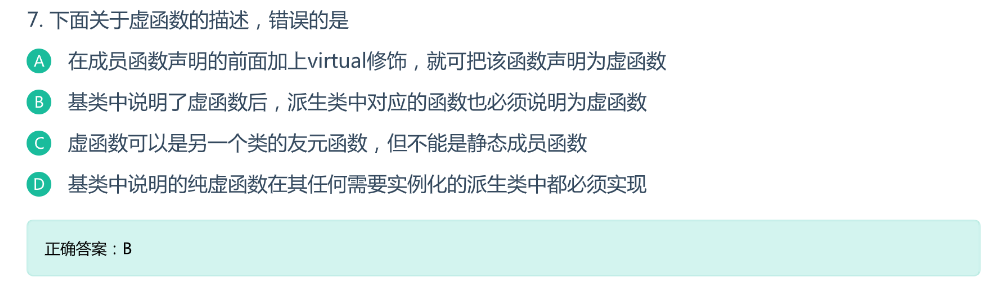 7. 下面关于虚函数的描述，错误的是
A 在成员函数声明的前面加上virtual修饰，就可把该函数声明为虚函数
B 基类中说明了虚函数后，派生类中对应的函数也必须说明为虚函数
C 虚函数可以是另一个类的友元函数，但不能是静态成员函数
D 基类中说明的纯虚函数在其任何需要实例化的派生类中都必须实现
正确答案：B